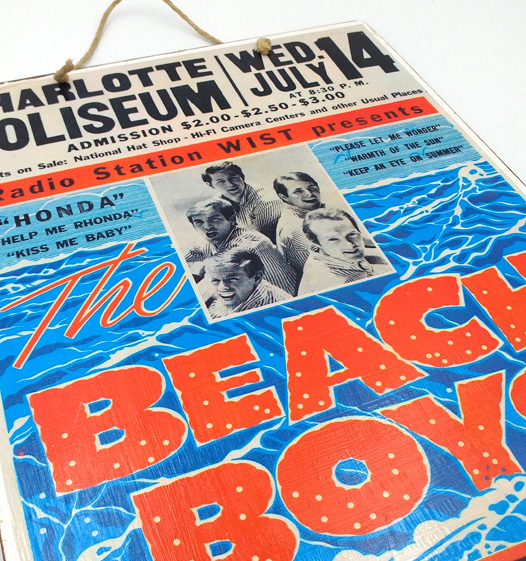 HARLOTTE
OLISEUM
WED.
JULY 14
AT 8:30 P. M.
ADMISSION $2.00 - $2.50 - $3.00
ts on Sale: National Hat Shop - Hi-Fi Camera Centers and other Usual Places
Radio Station WIST presents
"HONDA"
HELP ME RHONDA"
"KISS ME BABY"
"PLEASE LET ME WONDER"
"WARMTH OF THE SUN"
"KEEP AN EYE ON SUMMER"
The
BEACH
BOYS